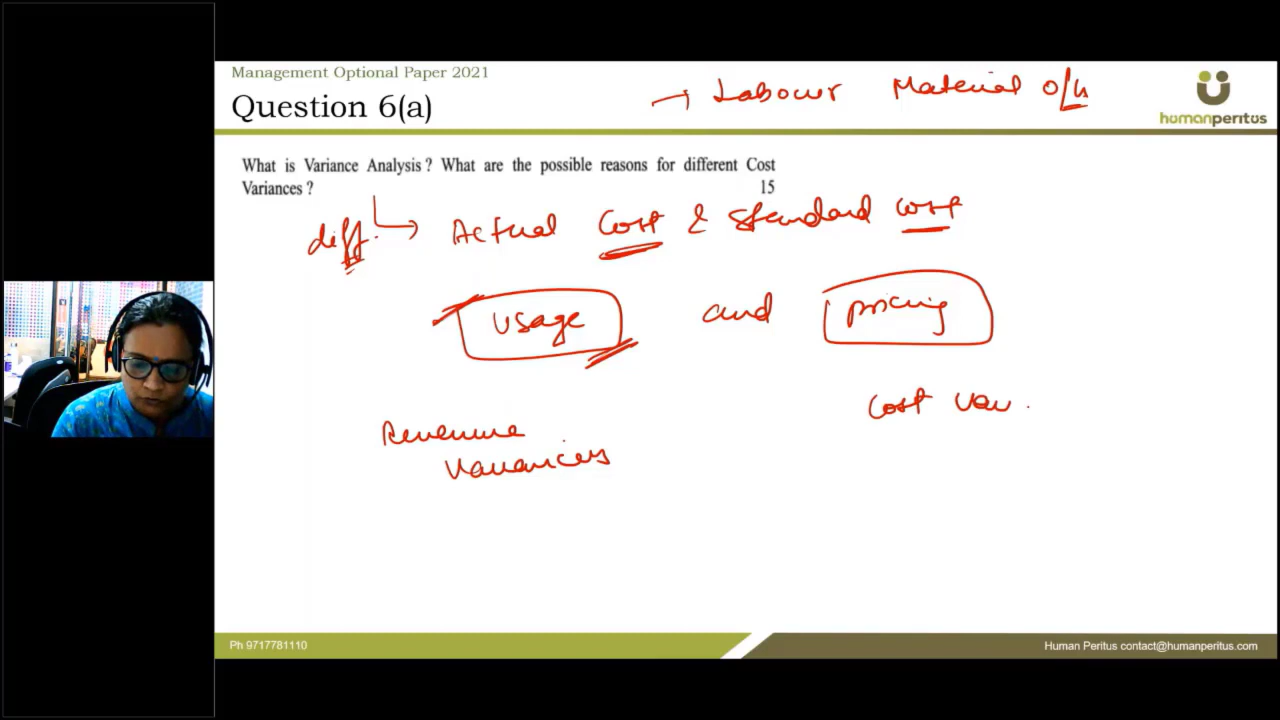 Management Optional Paper 2021
Question 6(a)
→ Labour Material O/h
humanperitus
What is Variance Analysis ? What are the possible reasons for different Cost
Variances ? 15
diff. → Actual Cost & Standard cost
usage and pricing
Cost Var.
Revenue
Variances
Ph 9717781110
Human Peritus contact@humanperitus.com